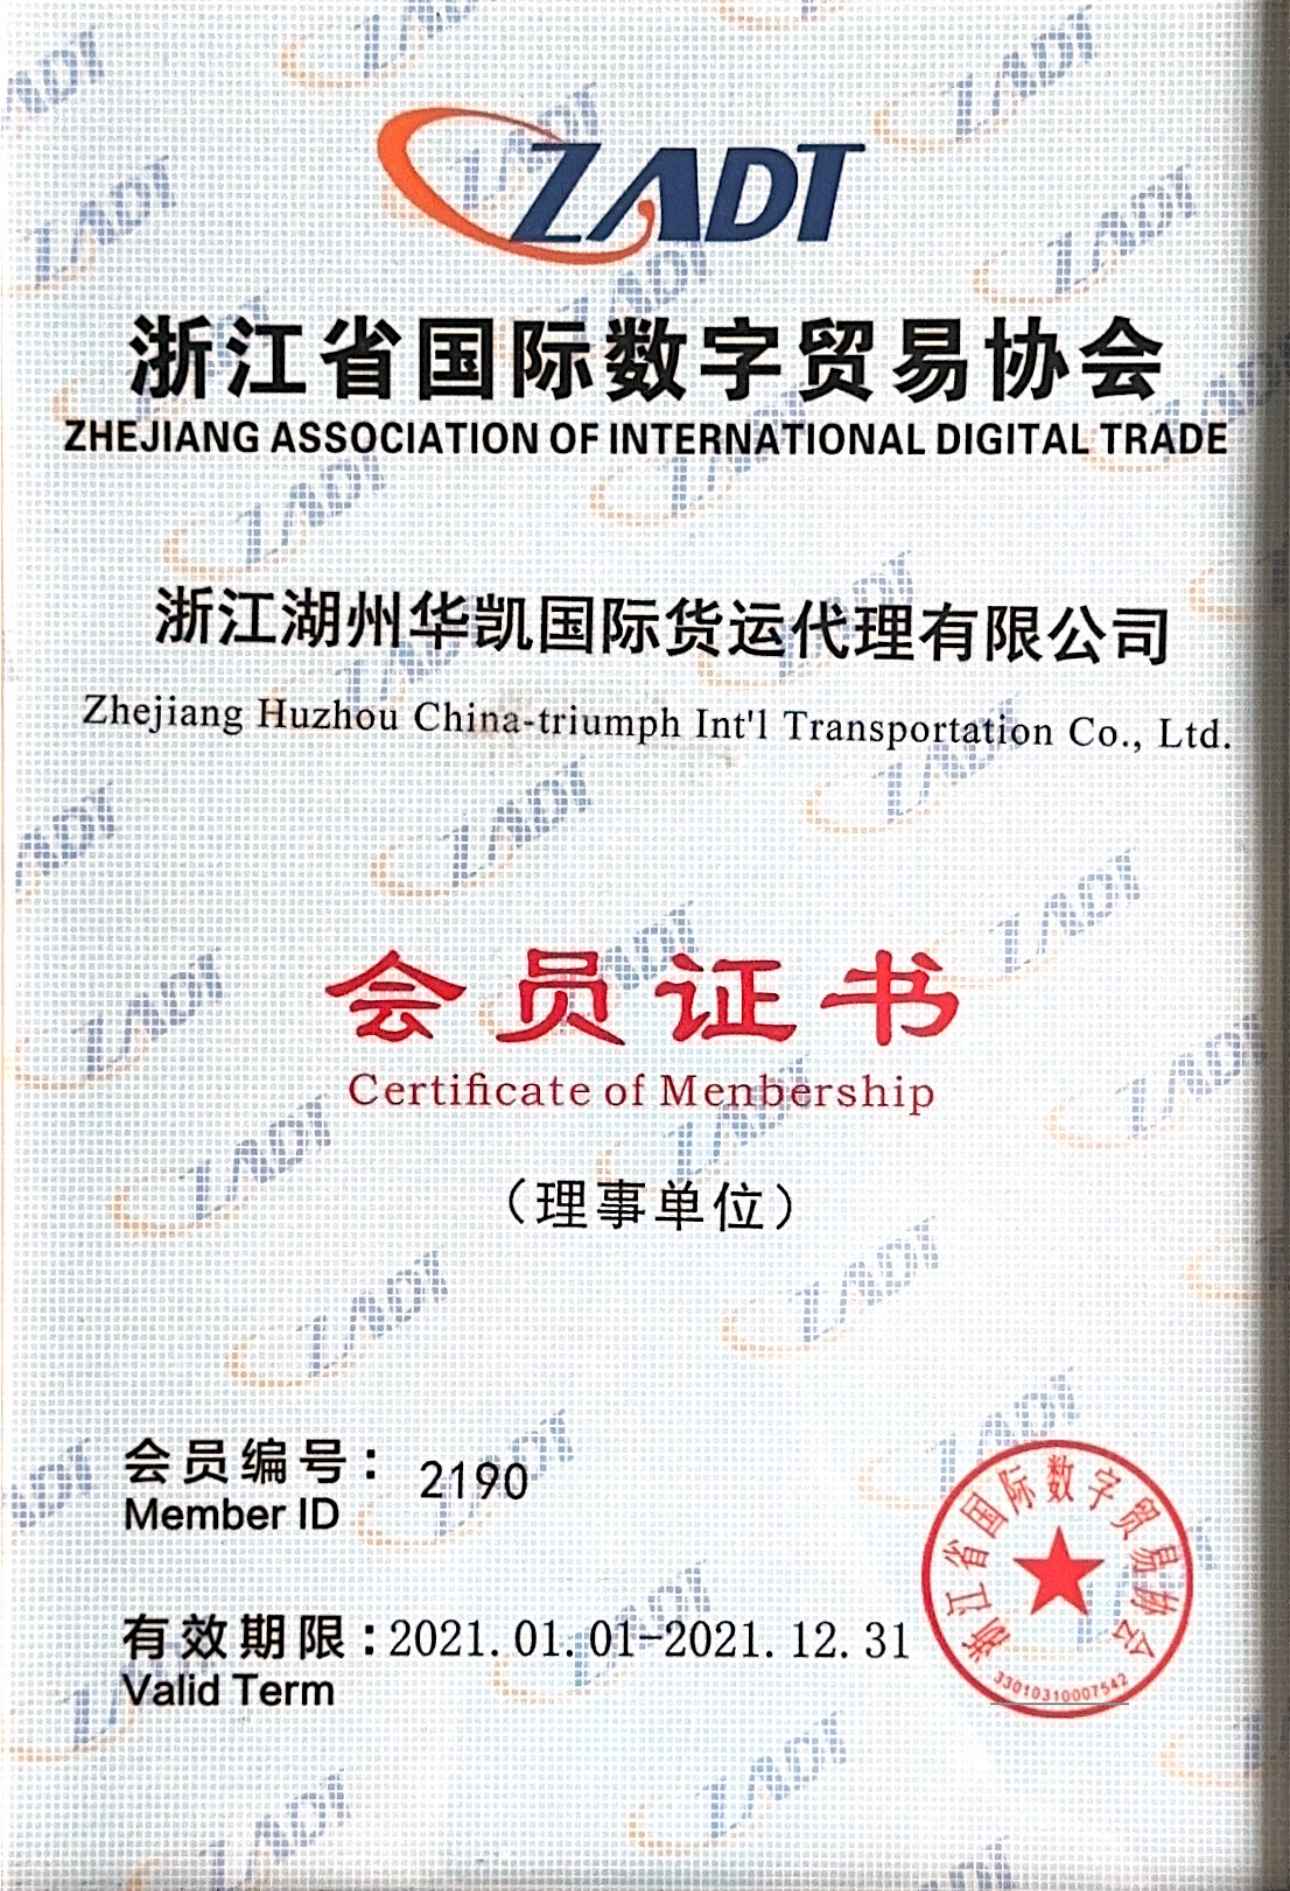 ZADT
浙江省国际数字贸易协会
ZHEJIANG ASSOCIATION OF INTERNATIONAL DIGITAL TRADE
浙江湖州华凯国际货运代理有限公司
Zhejiang Huzhou China-triumph Int'l Transportation Co., Ltd.
会员证书
Certificate of Menbership
（理事单位）
会员编号： 2190
Member ID
有效期限：2021.01.01-2021.12.31
Valid Term
浙江省国际数字贸易协会
33010310007542